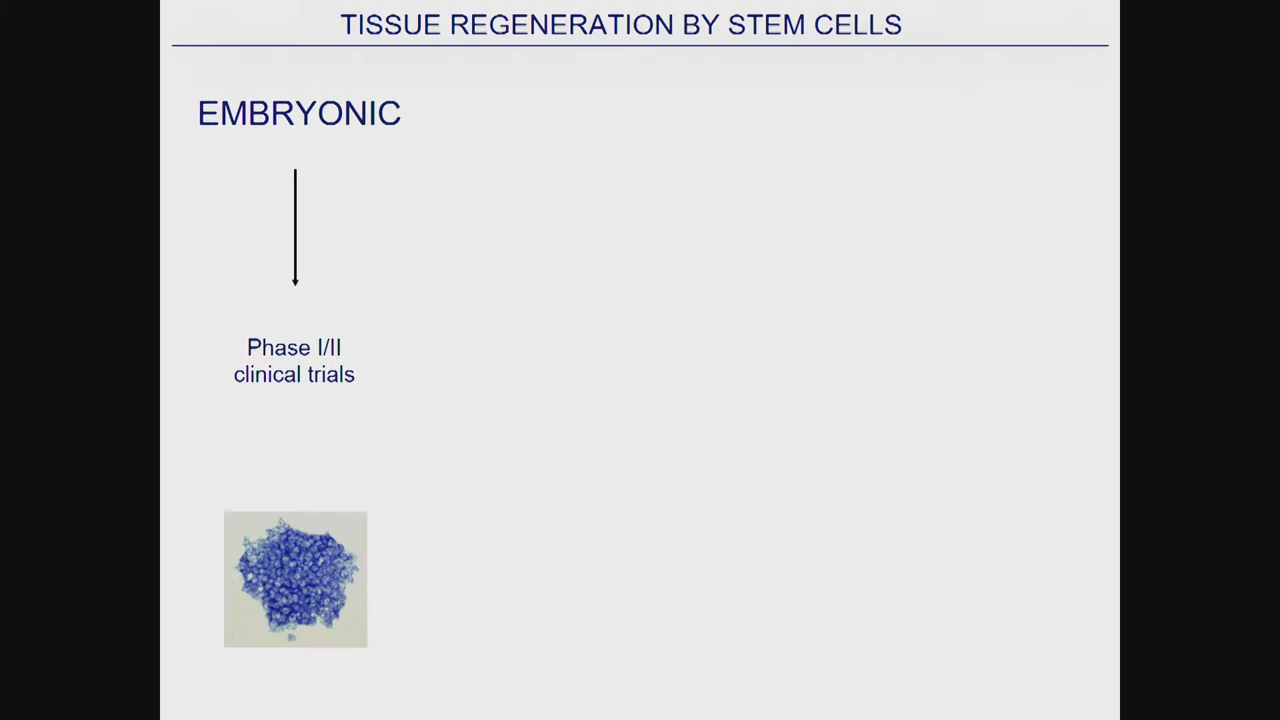 TISSUE REGENERATION BY STEM CELLS
EMBRYONIC
Phase I/II
clinical trials